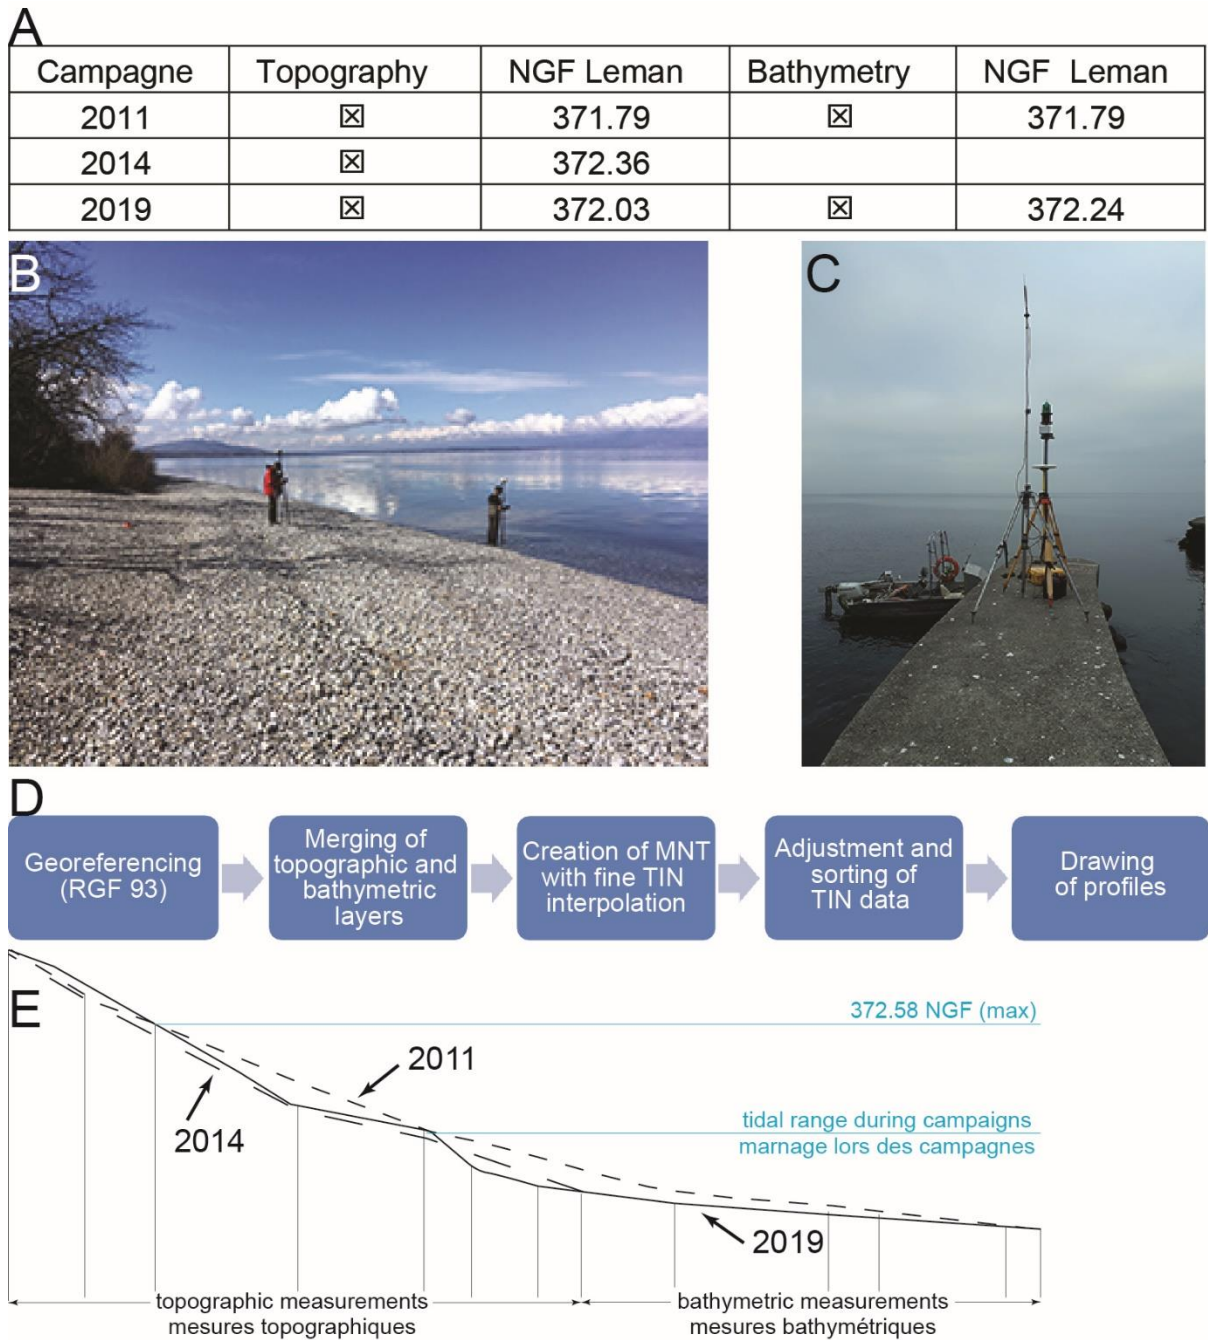 A
Campagne Topography NGF Leman Bathymetry NGF Leman
2011 ☒ 371.79 ☒ 371.79
2014 ☒ 372.36
2019 ☒ 372.03 ☒ 372.24
B
C
D
Georeferencing
(RGF 93)
Merging of
topographic and
bathymetric
layers
Creation of MNT
with fine TIN
interpolation
Adjustment and
sorting of
TIN data
Drawing
of profiles
E
372.58 NGF (max)
2011
2014
tidal range during campaigns
marnage lors des campagnes
2019
topographic measurements
mesures topographiques
bathymetric measurements
mesures bathymétriques